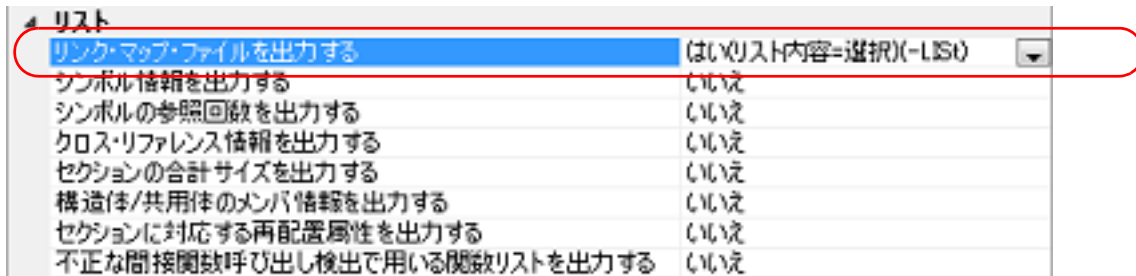 リスト
リンク・マップ・ファイルを出力する はい(リスト内容=選択)(-LISt)
シンボル情報を出力する いいえ
シンボルの参照回数を出力する いいえ
クロス・リファレンス情報を出力する いいえ
セクションの合計サイズを出力する いいえ
構造体/共用体のメンバ情報を出力する いいえ
セクションに対応する再配置属性を出力する いいえ
不正な間接関数呼び出し検出で用いる関数リストを出力する いいえ